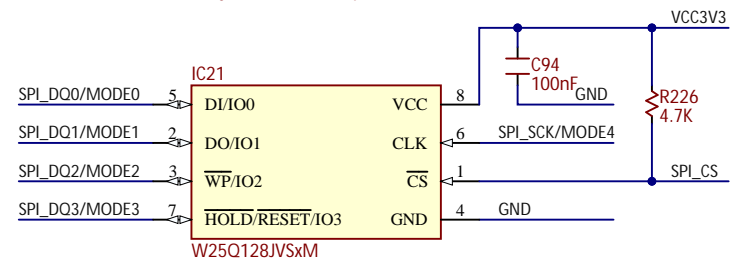 VCC3V3
IC21
C94
100nF
GND
R226
4.7K
SPI_DQ0/MODE0
5
DI/IO0
VCC
8
SPI_DQ1/MODE1
2
DO/IO1
CLK
6
SPI_SCK/MODE4
SPI_DQ2/MODE2
3
WP/IO2
CS
1
SPI_CS
SPI_DQ3/MODE3
7
HOLD/RESET/IO3
GND
4
GND
W25Q128JVSxM